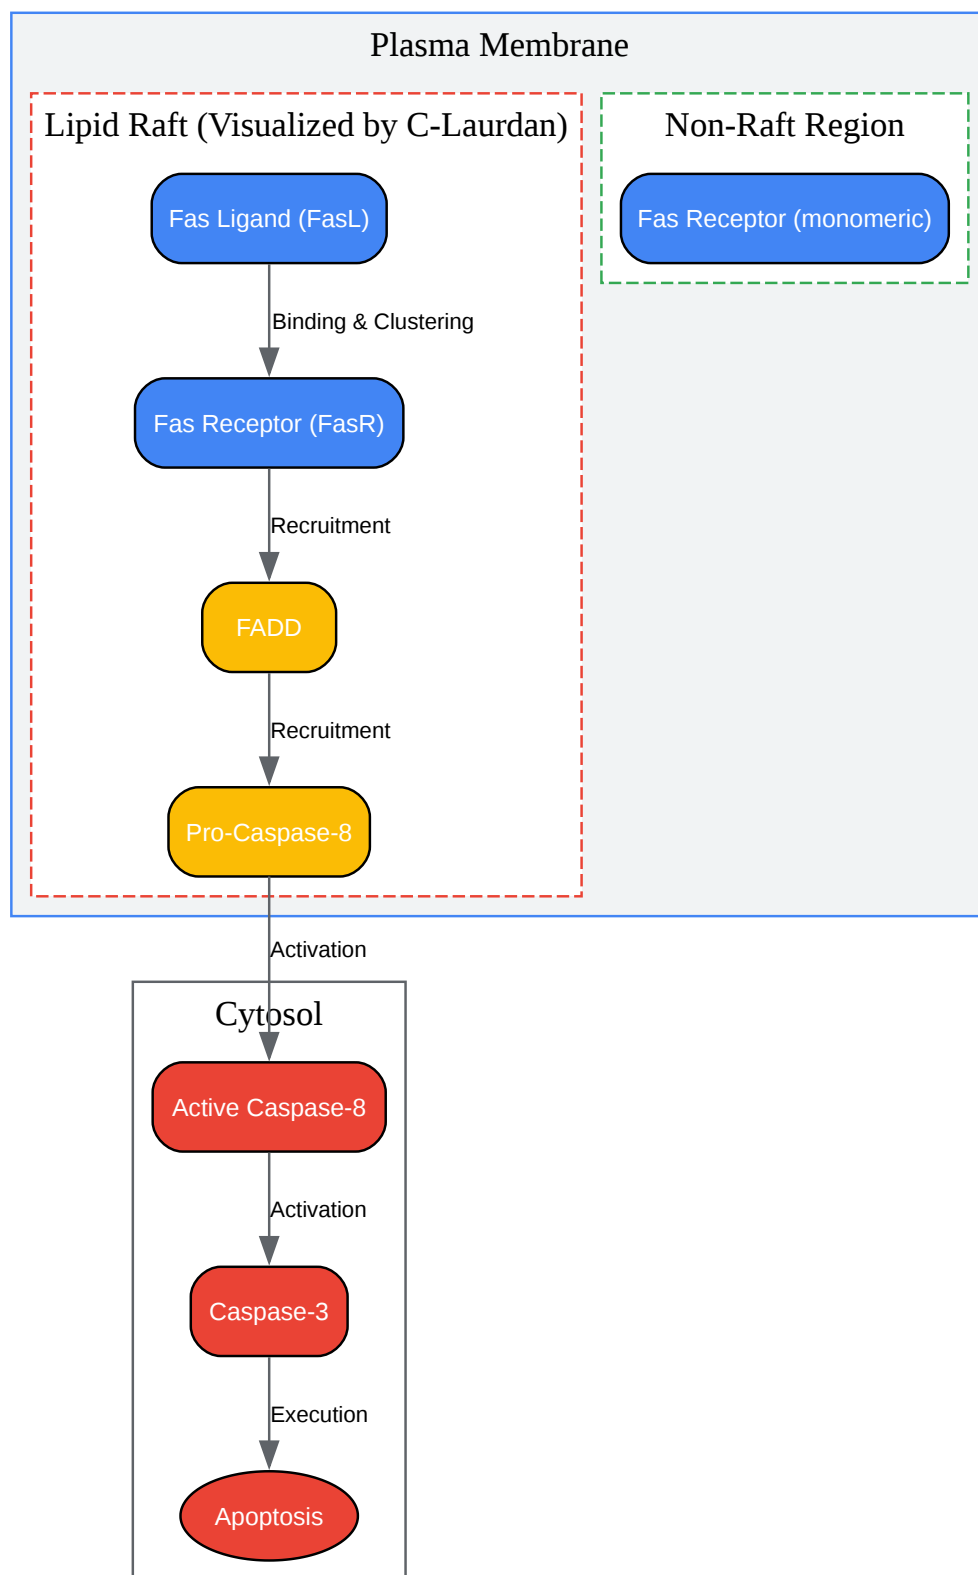 Plasma Membrane
Lipid Raft (Visualized by C-Laurdan)
Non-Raft Region
Fas Ligand (FasL)
Fas Receptor (monomeric)
Binding & Clustering
Fas Receptor (FasR)
Recruitment
FADD
Recruitment
Pro-Caspase-8
Activation
Cytosol
Active Caspase-8
Activation
Caspase-3
Execution
Apoptosis